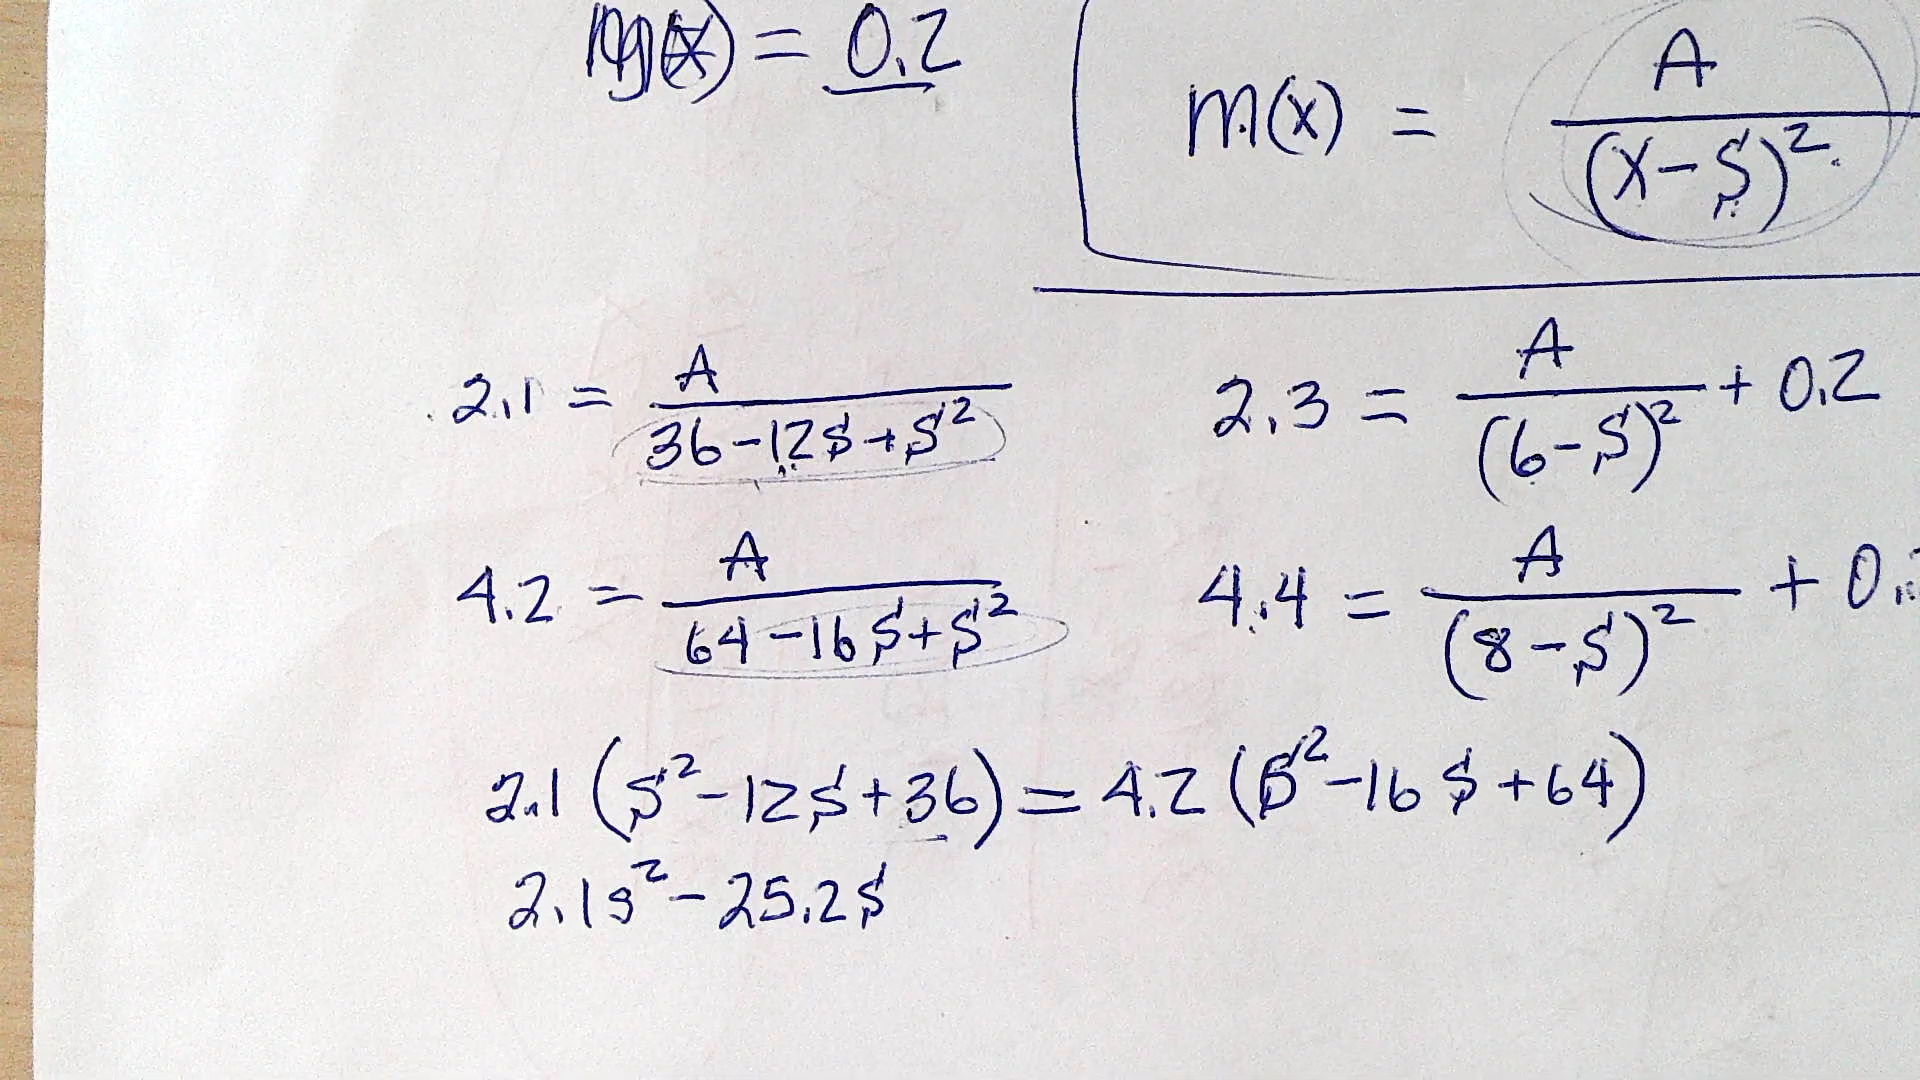 mg(x) = 0.2
m(x) = A / (x-S)²
2.1 = A / (36-12S+S²)
2.3 = A / (6-S)² + 0.2
4.2 = A / (64-16S+S²)
4.4 = A / (8-S)² + 0.
2.1 (S²-12S+36) = 4.2 (S²-16S+64)
2.1s²-25.2S